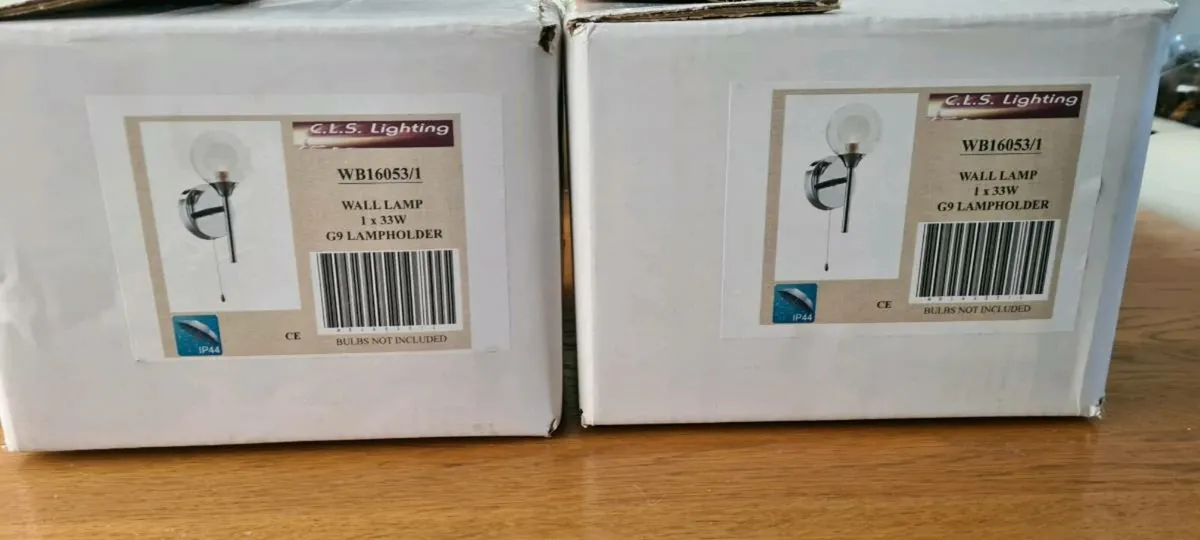 C.L.S. Lighting
WB16053/1
WALL LAMP
1 x 33W
G9 LAMPHOLDER
IP44
CE
BULBS NOT INCLUDED
C.L.S. Lighting
WB16053/1
WALL LAMP
1 x 33W
G9 LAMPHOLDER
IP44
CE
BULBS NOT INCLUDED